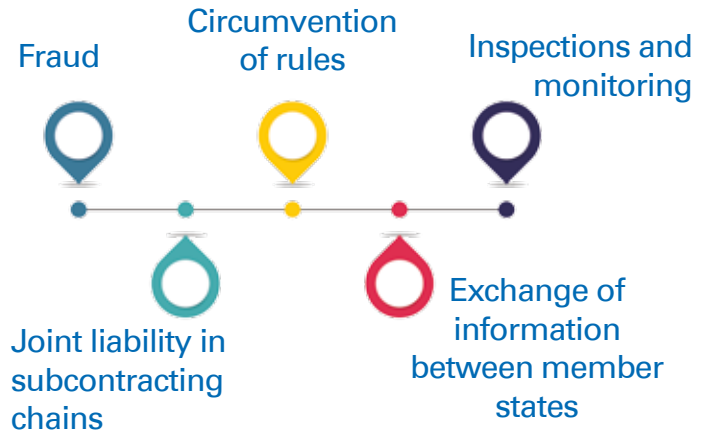 Fraud
Circumvention
of rules
Inspections and
monitoring
Joint liability in
subcontracting
chains
Exchange of
information
between member
states